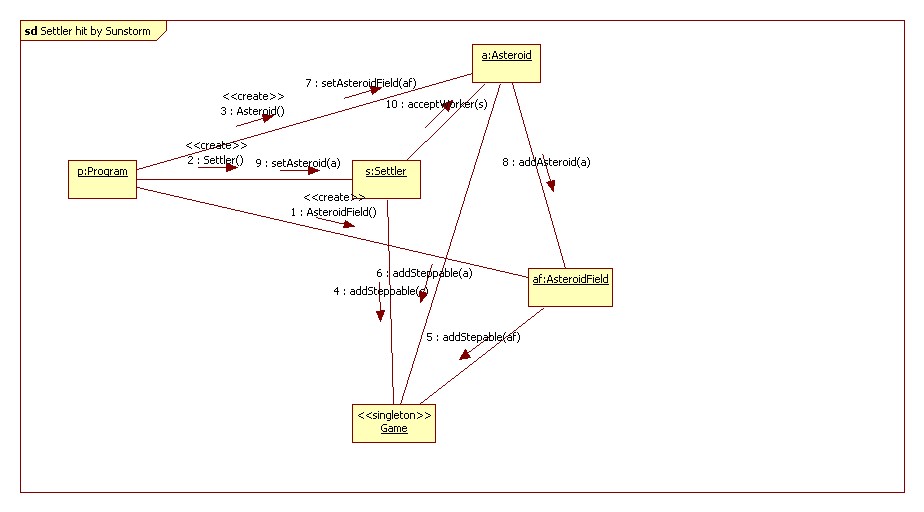 sd Settler hit by Sunstorm
a:Asteroid
7 : setAsteroidField(af)
<<create>>
3 : Asteroid()
10 : acceptWorker(s)
<<create>>
2 : Settler()
9 : setAsteroid(a)
8 : addAsteroid(a)
p:Program
s:Settler
<<create>>
1 : AsteroidField()
6 : addSteppable(a)
af:AsteroidField
4 : addSteppable(s)
5 : addStepable(af)
<<singleton>>
Game